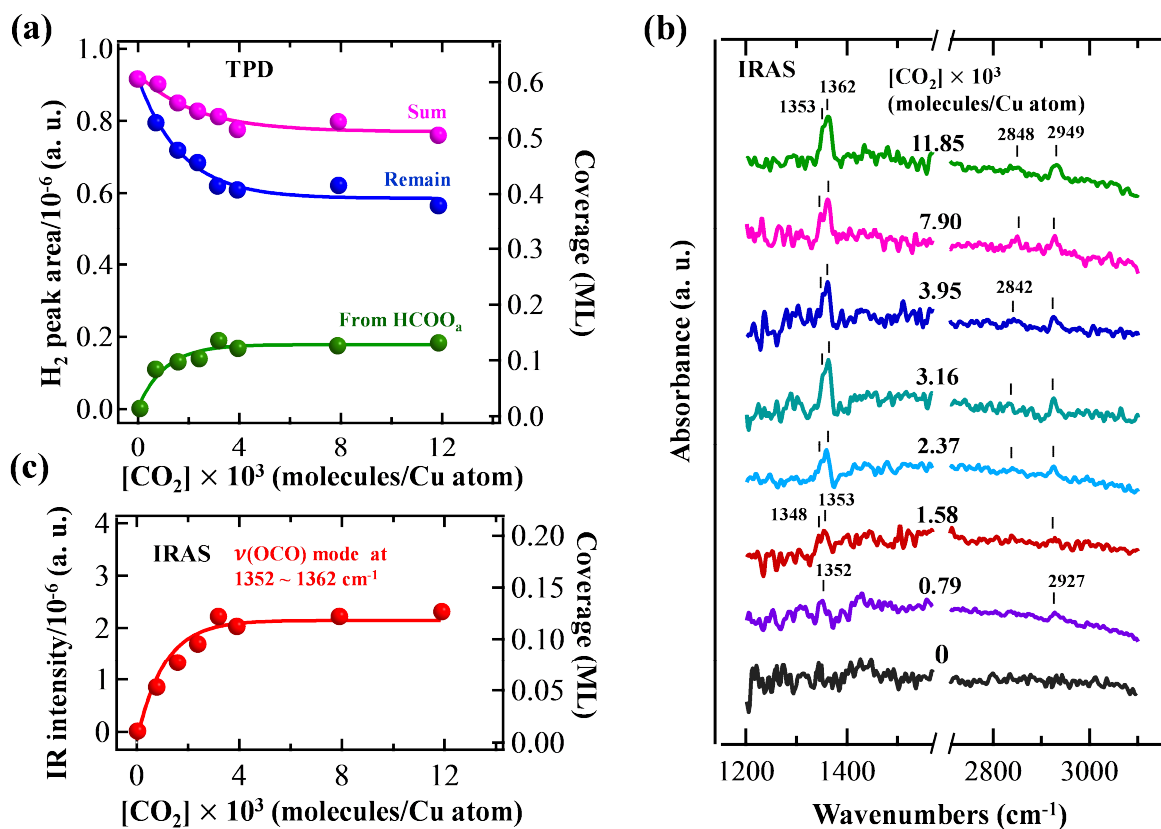 (a)
1.0
0.8
0.6
0.4
0.2
0.0
H2 peak area/10-6 (a. u.)
TPD
Sum
Remain
From HCOOa
0.6
0.5
0.4
0.3
0.6
0.2
0.1
0.0
Coverage (ML)
0 4 8 12
[CO2] × 103 (molecules/Cu atom)
(c)
4
3
2
1
0
IR intensity/10-6 (a. u.)
IRAS
ν(OCO) mode at
1352 ~ 1362 cm-1
0.20
0.15
0.10
0.05
0.00
Coverage (ML)
0 4 8 12
[CO2] × 103 (molecules/Cu atom)
(b)
IRAS
[CO2] × 103
(molecules/Cu atom)
1362
1353
2848 2949
11.85
7.90
3.95
2842
3.16
2.37
1353
1348
1.58
1352
0.79
2927
0
Absorbance (a. u.)
1200 1400 2800 3000
Wavenumbers (cm-1)